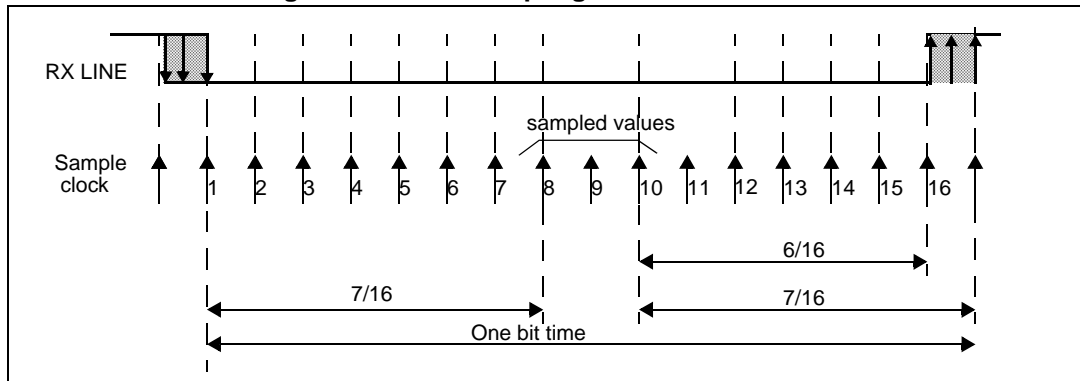 RX LINE
sampled values
Sample
clock
1 2 3 4 5 6 7 8 9 10 11 12 13 14 15 16
6/16
7/16
7/16
One bit time